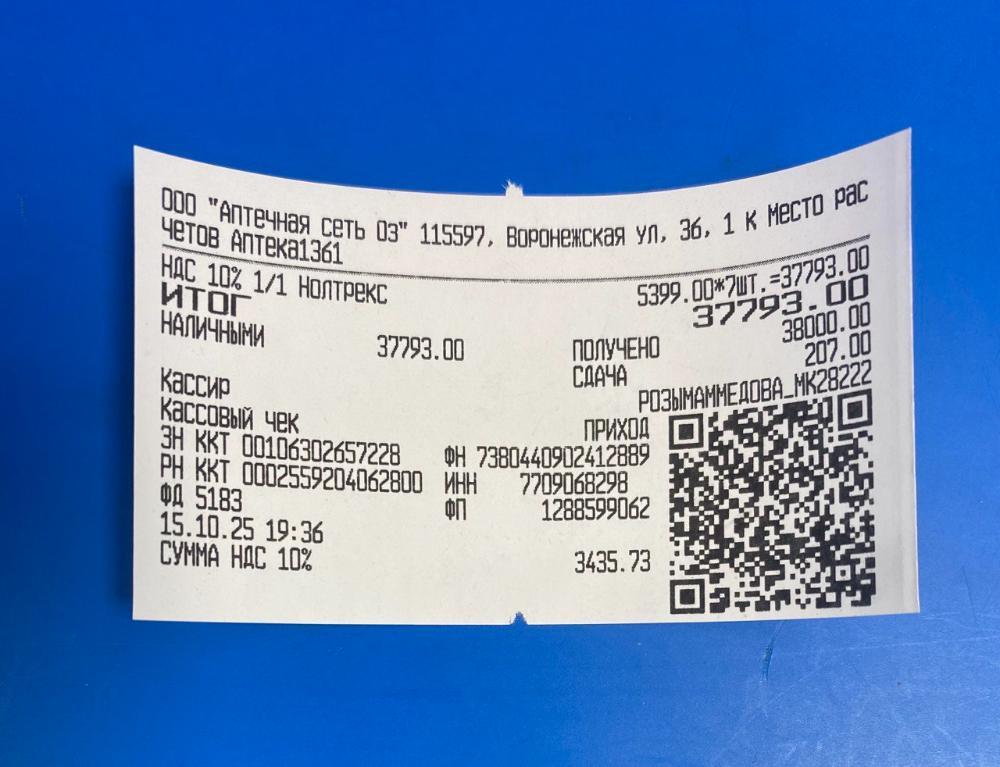 ООО "Аптечная сеть О3" 115597, Воронежская ул, 36, 1 К Место рас
четов Аптека1361
НДС 10% 1/1 Нолтрекс 5399.00*7шт.=37793.00
ИТОГ 37793.00
НАЛИЧНЫМИ 37793.00 ПОЛУЧЕНО 38000.00
СДАЧА 207.00
Кассир РОЗЫМАММЕДОВА_МК28222
Кассовый чек ПРИХОД
ЗН ККТ 00106302657228 ФН 7380440902412889
РН ККТ 0002559204062800 ИНН 7709068298
ФД 5183 ФП 1288599062
15.10.25 19:36
СУММА НДС 10% 3435.73